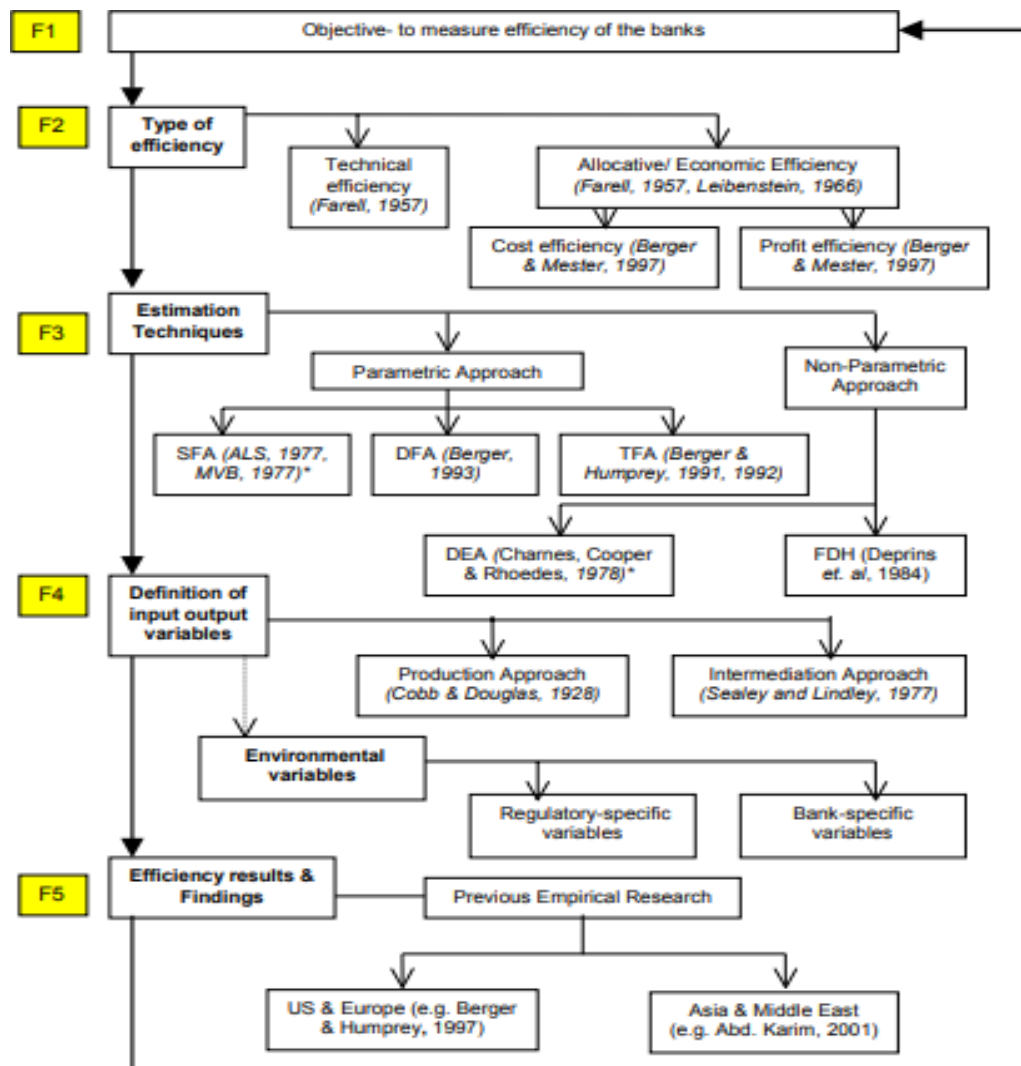 F1
Objective- to measure efficiency of the banks
F2
Type of
efficiency
Technical
efficiency
(Farell, 1957)
Allocative/ Economic Efficiency
(Farell, 1957, Leibenstein, 1966)
Cost efficiency (Berger
& Mester, 1997)
Profit efficiency (Berger
& Mester, 1997)
F3
Estimation
Techniques
Parametric Approach
Non-Parametric
Approach
SFA (ALS, 1977,
MVB, 1977)*
DFA (Berger,
1993)
TFA (Berger &
Humprey, 1991, 1992)
DEA (Charnes, Cooper
& Rhoedes, 1978)*
FDH (Deprins
et. al, 1984)
F4
Definition of
input output
variables
Production Approach
(Cobb & Douglas, 1928)
Intermediation Approach
(Sealey and Lindley, 1977)
Environmental
variables
Regulatory-specific
variables
Bank-specific
variables
F5
Efficiency results &
Findings
Previous Empirical Research
US & Europe (e.g. Berger
& Humprey, 1997)
Asia & Middle East
(e.g. Abd. Karim, 2001)